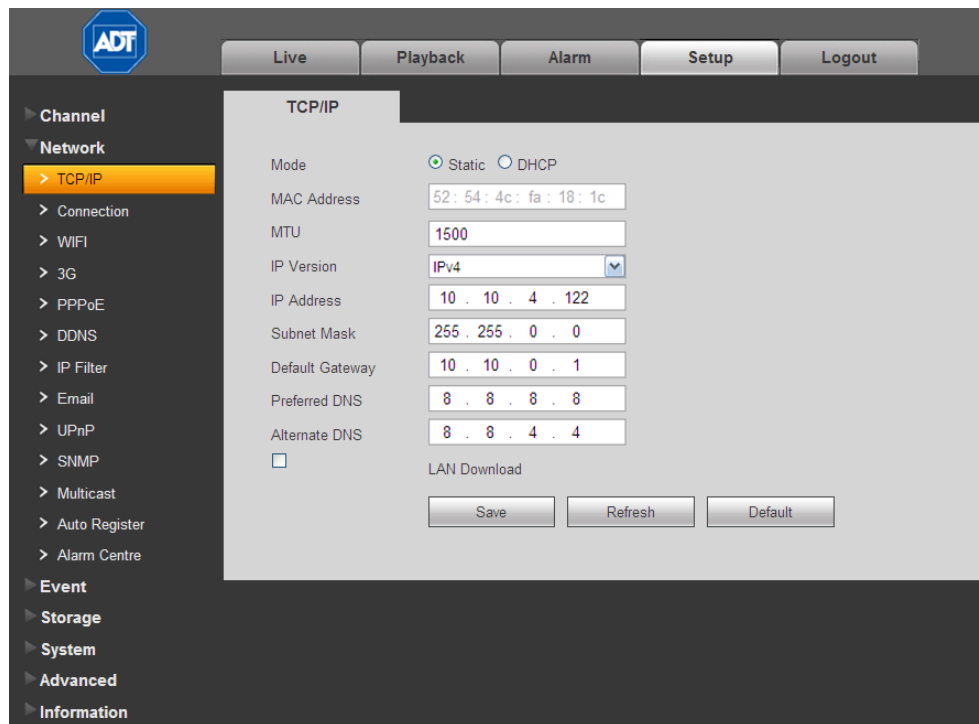 ADT
Live Playback Alarm Setup Logout
Channel
Network
> TCP/IP
> Connection
> WIFI
> 3G
> PPPoE
> DDNS
> IP Filter
> Email
> UPnP
> SNMP
> Multicast
> Auto Register
> Alarm Centre
Event
Storage
System
Advanced
Information
TCP/IP
Mode Static DHCP
MAC Address 52 : 54 : 4c : fa : 18 : 1c
MTU 1500
IP Version IPv4
IP Address 10 . 10 . 4 . 122
Subnet Mask 255 . 255 . 0 . 0
Default Gateway 10 . 10 . 0 . 1
Preferred DNS 8 . 8 . 8 . 8
Alternate DNS 8 . 8 . 4 . 4
LAN Download
Save Refresh Default